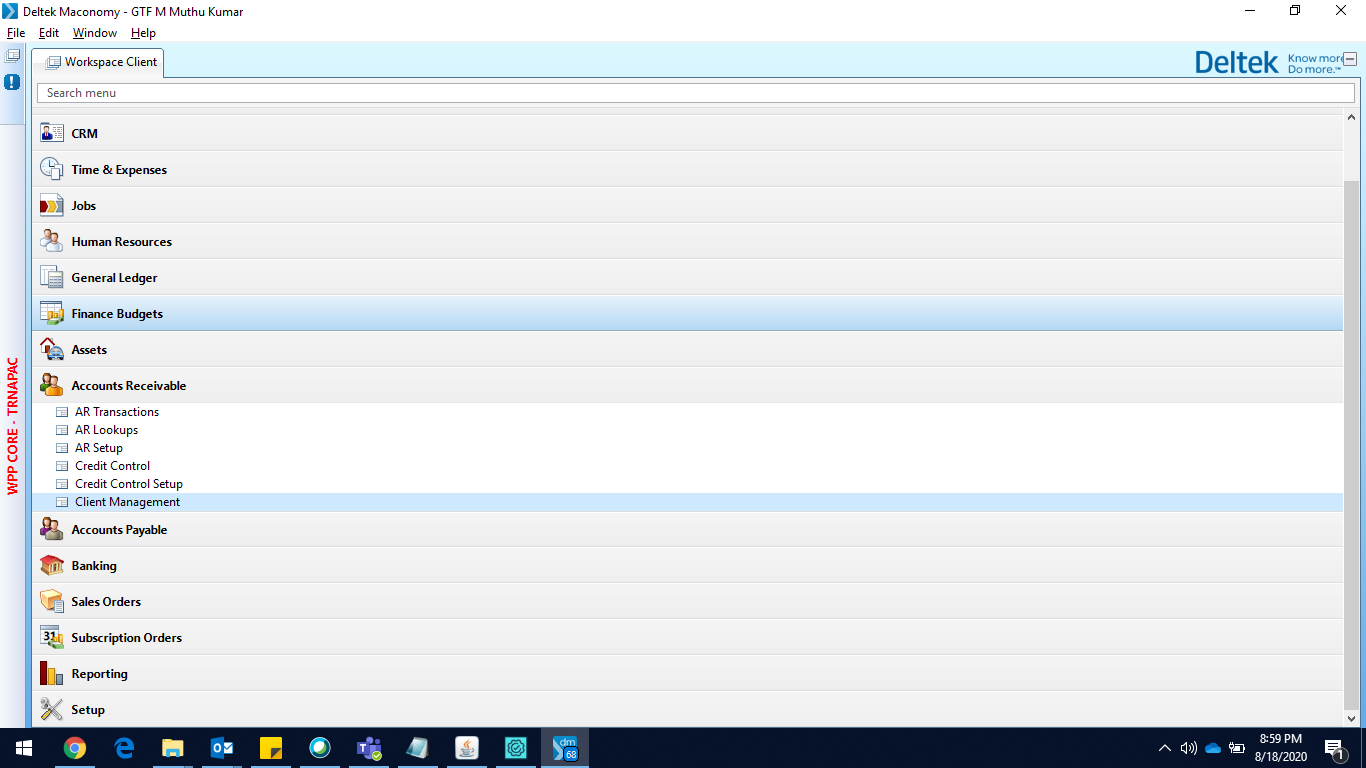 Deltek Maconomy - GTF M Muthu Kumar
File Edit Window Help
Workspace Client
Deltek Know more
Do more.™
Search menu
CRM
Time & Expenses
Jobs
Human Resources
General Ledger
Finance Budgets
Assets
Accounts Receivable
AR Transactions
AR Lookups
AR Setup
Credit Control
Credit Control Setup
Client Management
Accounts Payable
Banking
Sales Orders
31
Subscription Orders
Reporting
Setup
WPP CORE - TRNAPAC
dm
68
8:59 PM
8/18/2020
1